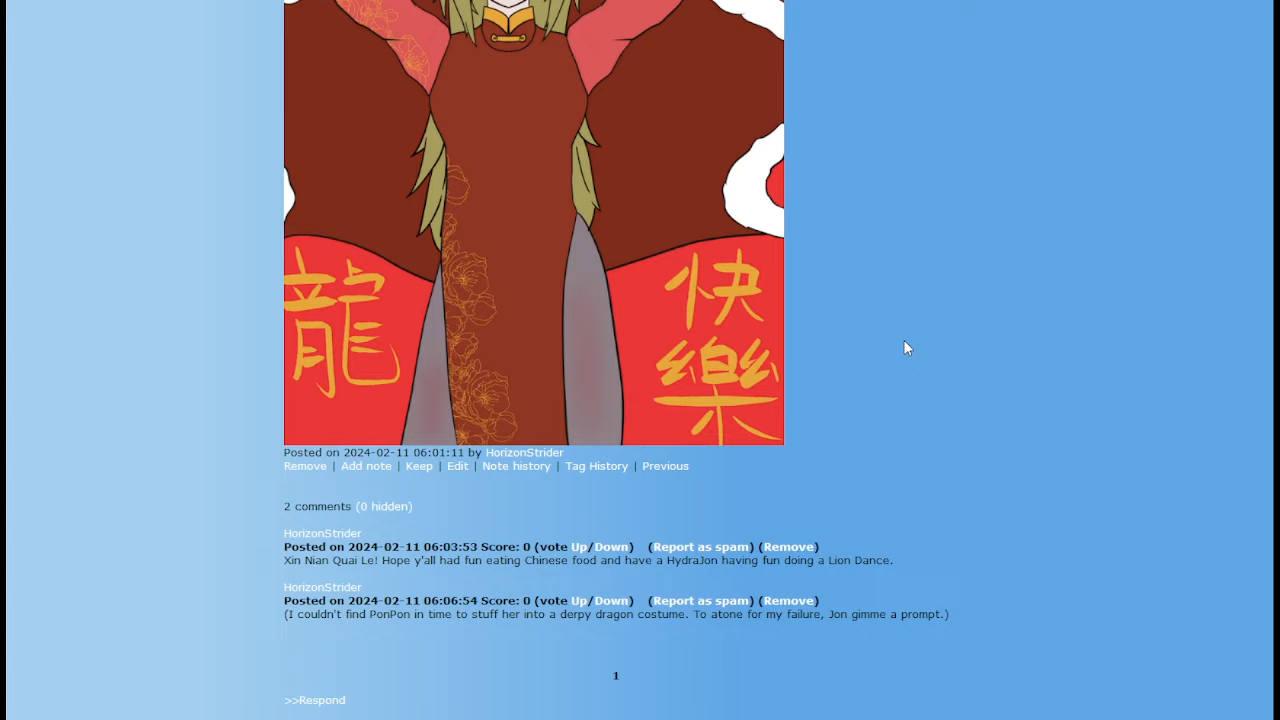 龍
快
樂
Posted on 2024-02-11 06:01:11 by HorizonStrider
Remove | Add note | Keep | Edit | Note history | Tag History | Previous
2 comments (0 hidden)
HorizonStrider
Posted on 2024-02-11 06:03:53 Score: 0 (vote Up/Down) (Report as spam) (Remove)
Xin Nian Quai Le! Hope y'all had fun eating Chinese food and have a HydraJon having fun doing a Lion Dance.
HorizonStrider
Posted on 2024-02-11 06:06:54 Score: 0 (vote Up/Down) (Report as spam) (Remove)
(I couldn't find PonPon in time to stuff her into a derpy dragon costume. To atone for my failure, Jon gimme a prompt.)
1
>>Respond